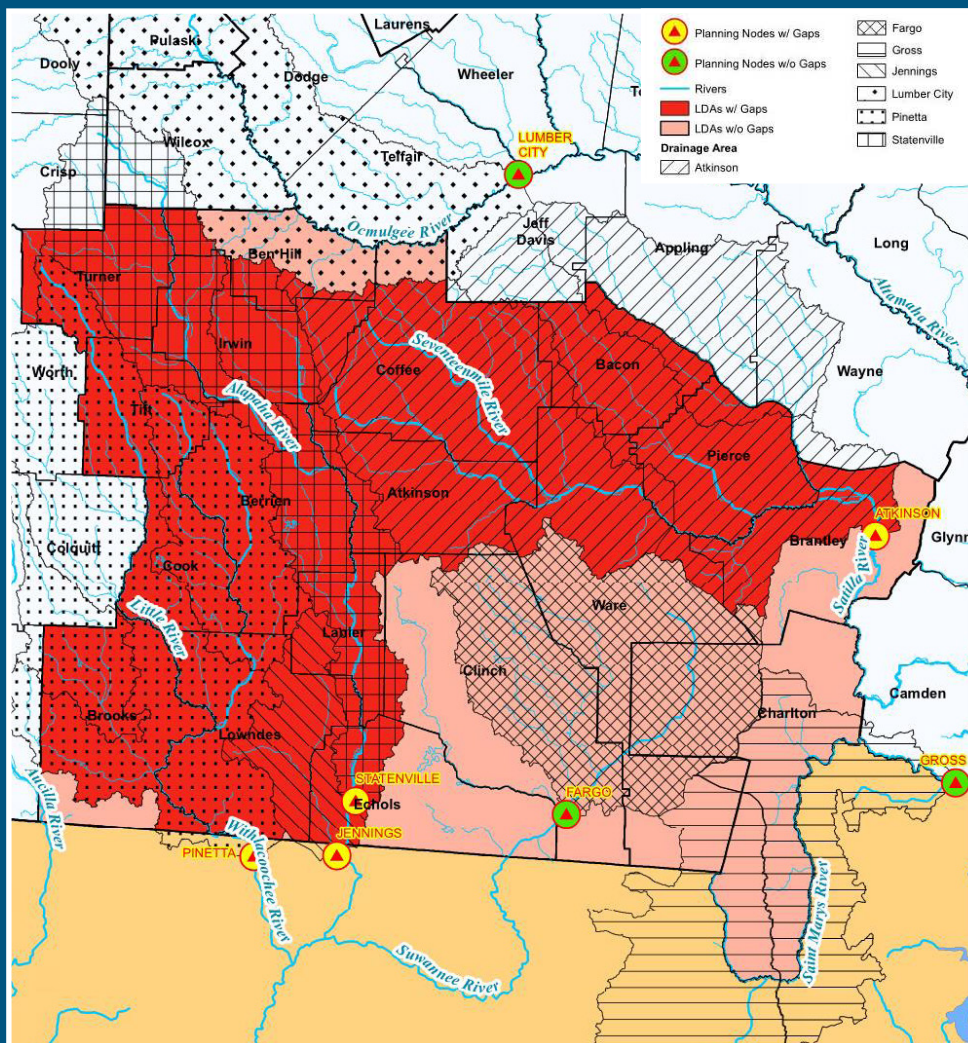 Planning Nodes w/ Gaps
Planning Nodes w/o Gaps
Rivers
LDAs w/ Gaps
LDAs w/o Gaps
Drainage Area
Atkinson
Fargo
Gross
Jennings
Lumber City
Pinetta
Statenville
Laurens
Pulaski
Dooly
Dodge
Wheeler
Wilcox
LUMBER
CITY
Telfair
Crisp
Jeff
Davis
Ocmulgee River
Appling
Long
Ben Hill
Turner
Altamaha River
Irwin
Seventeenmile River
Bacon
Coffee
Worth
Wayne
Tift
Alapaha River
Pierce
Atkinson
Berrien
ATKINSON
Brantley
Glynn
Colquitt
Cook
Satilla River
Ware
Little River
Lanier
Clinch
Camden
Brooks
Charlton
Lowndes
GROSS
STATENVILLE
FARGO
Echols
Aucilla River
JENNINGS
PINETTA
Withlacoochee River
Saint Marys River
Suwannee River